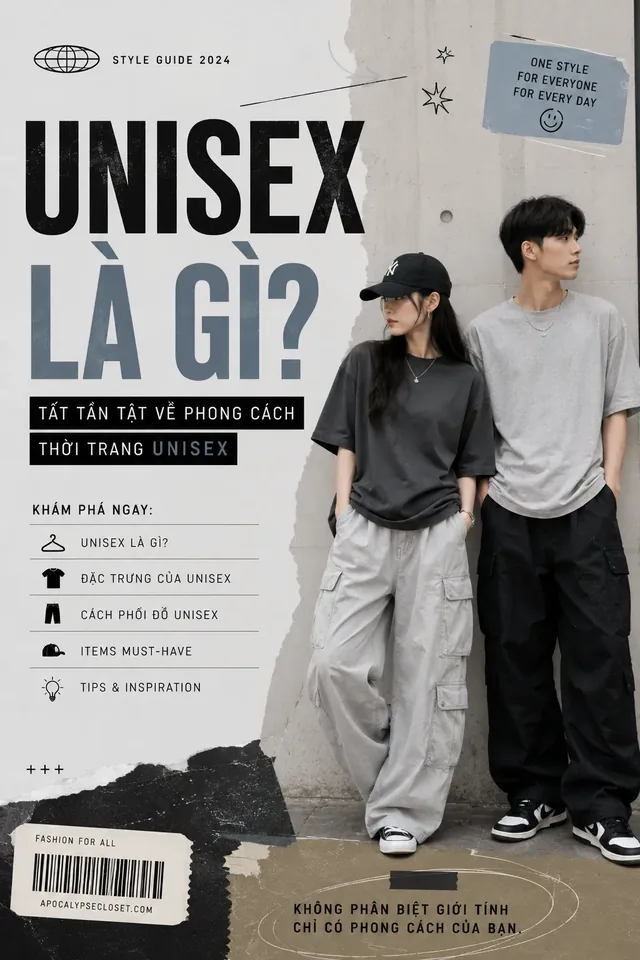 STYLE GUIDE 2024
ONE STYLE
FOR EVERYONE
FOR EVERY DAY
UNISEX
LÀ GÌ?
NY
TẤT TẦN TẬT VỀ PHONG CÁCH
THỜI TRANG UNISEX
KHÁM PHÁ NGAY:
UNISEX LÀ GÌ?
ĐẶC TRƯNG CỦA UNISEX
CÁCH PHỐI ĐỒ UNISEX
ITEMS MUST-HAVE
TIPS & INSPIRATION
+++
FASHION FOR ALL
APOCALYPSECLOSET.COM
KHÔNG PHÂN BIỆT GIỚI TÍNH
CHỈ CÓ PHONG CÁCH CỦA BẠN.